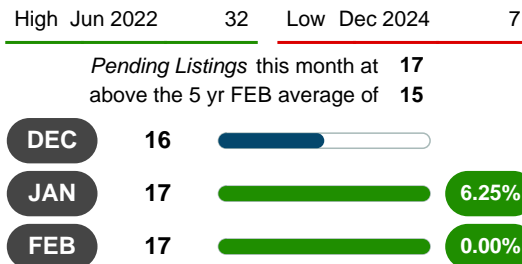 High Jun 2022 32 Low Dec 2024 7
Pending Listings this month at 17
above the 5 yr FEB average of 15
DEC 16
JAN 17 6.25%
FEB 17 0.00%